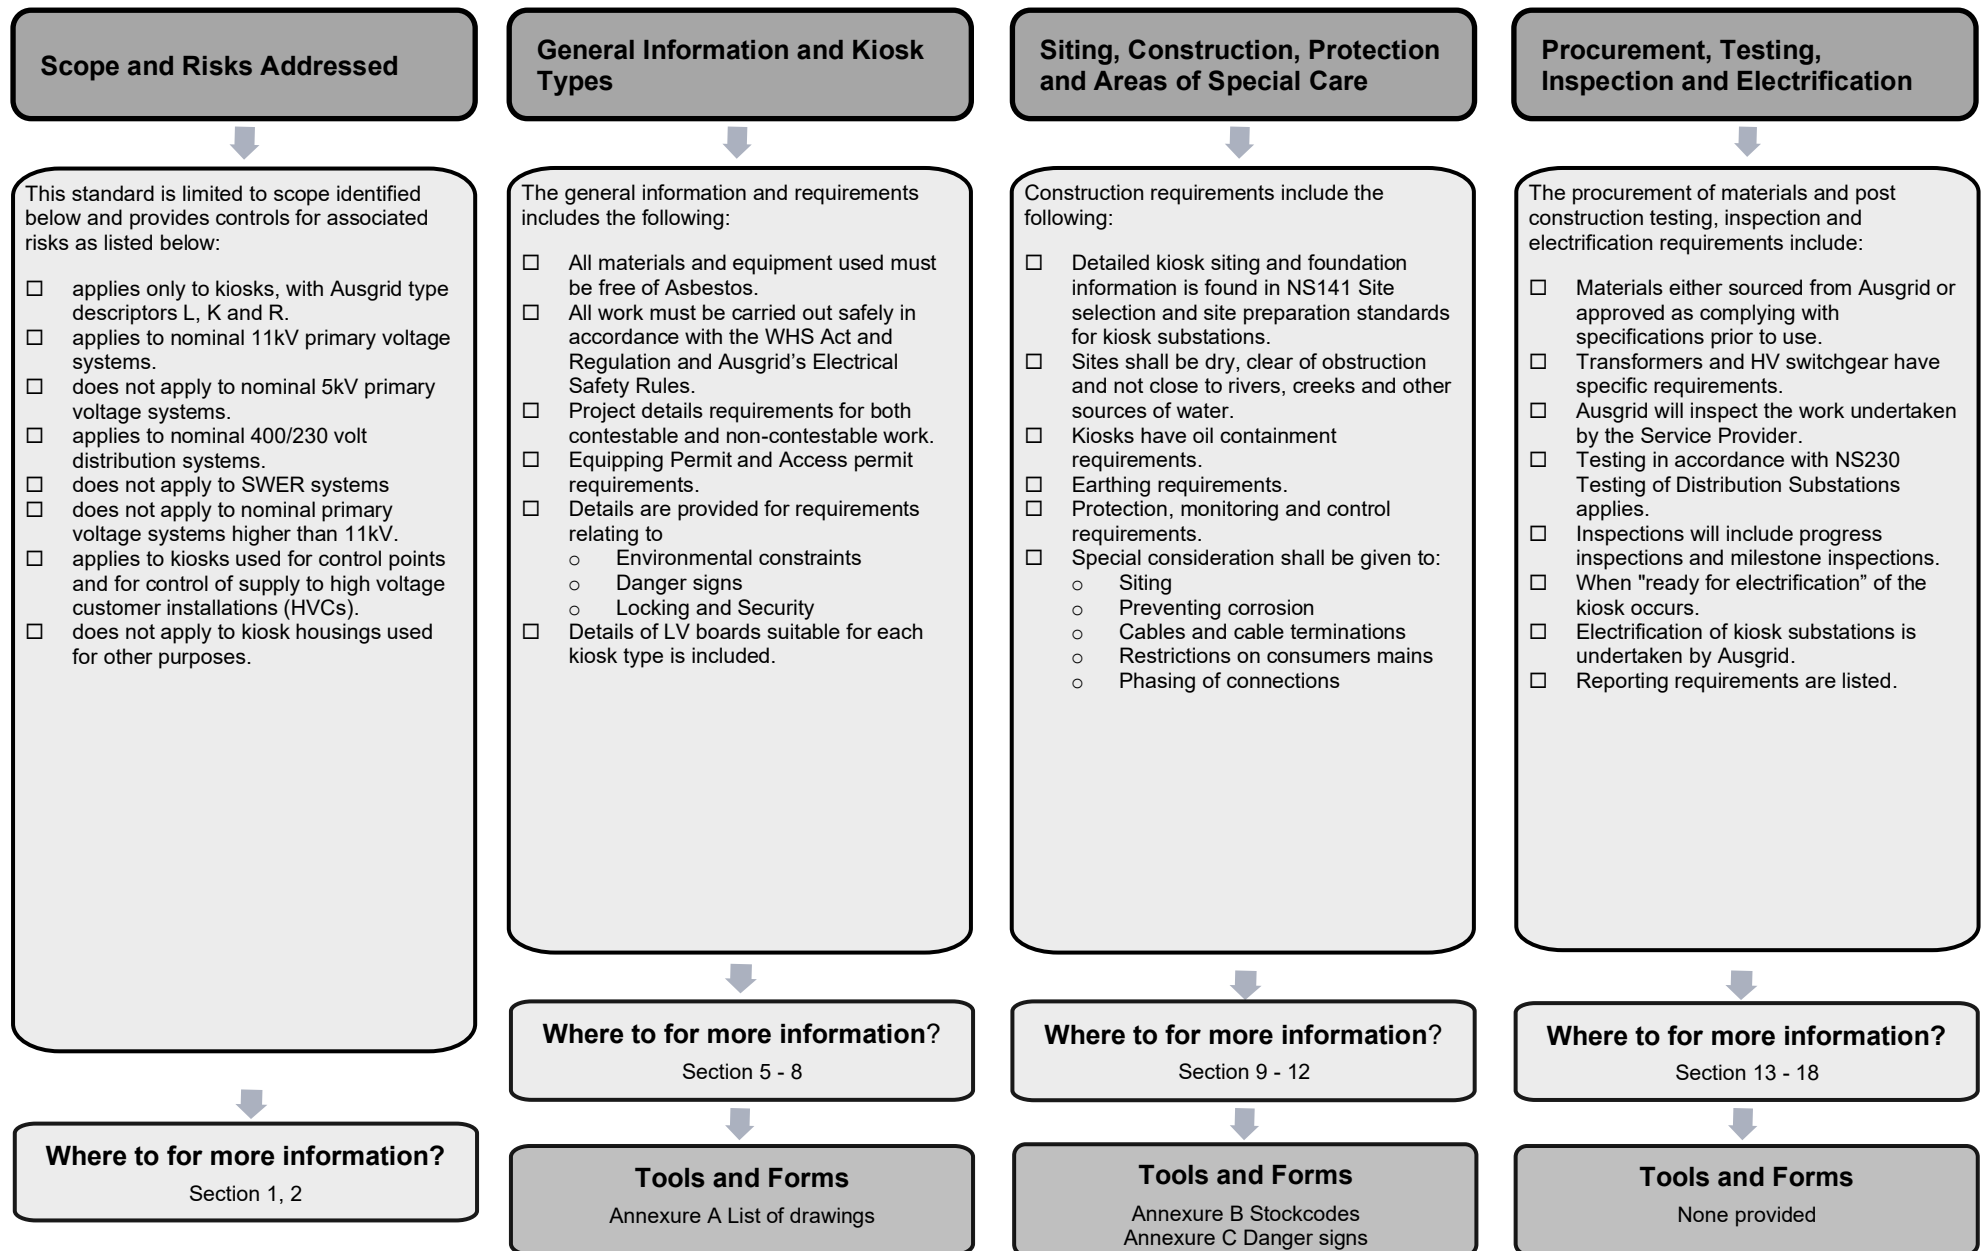 Scope and Risks Addressed
This standard is limited to scope identified
below and provides controls for associated
risks as listed below:
☐ applies only to kiosks, with Ausgrid type
descriptors L, K and R.
☐ applies to nominal 11kV primary voltage
systems.
☐ does not apply to nominal 5kV primary
voltage systems.
☐ applies to nominal 400/230 volt
distribution systems.
☐ does not apply to SWER systems
☐ does not apply to nominal primary
voltage systems higher than 11kV.
☐ applies to kiosks used for control points
and for control of supply to high voltage
customer installations (HVCs).
☐ does not apply to kiosk housings used
for other purposes.
Where to for more information?
Section 1, 2
General Information and Kiosk
Types
The general information and requirements
includes the following:
☐ All materials and equipment used must
be free of Asbestos.
☐ All work must be carried out safely in
accordance with the WHS Act and
Regulation and Ausgrid's Electrical
Safety Rules.
☐ Project details requirements for both
contestable and non-contestable work.
☐ Equipping Permit and Access permit
requirements.
☐ Details are provided for requirements
relating to
o Environmental constraints
o Danger signs
o Locking and Security
☐ Details of LV boards suitable for each
kiosk type is included.
Where to for more information?
Section 5 - 8
Tools and Forms
Annexure A List of drawings
Siting, Construction, Protection
and Areas of Special Care
Construction requirements include the
following:
☐ Detailed kiosk siting and foundation
information is found in NS141 Site
selection and site preparation standards
for kiosk substations.
☐ Sites shall be dry, clear of obstruction
and not close to rivers, creeks and other
sources of water.
☐ Kiosks have oil containment
requirements.
☐ Earthing requirements.
☐ Protection, monitoring and control
requirements.
☐ Special consideration shall be given to:
o Siting
o Preventing corrosion
o Cables and cable terminations
o Restrictions on consumers mains
o Phasing of connections
Where to for more information?
Section 9 - 12
Tools and Forms
Annexure B Stockcodes
Annexure C Danger signs
Procurement, Testing,
Inspection and Electrification
The procurement of materials and post
construction testing, inspection and
electrification requirements include:
☐ Materials either sourced from Ausgrid or
approved as complying with
specifications prior to use.
☐ Transformers and HV switchgear have
specific requirements.
☐ Ausgrid will inspect the work undertaken
by the Service Provider.
☐ Testing in accordance with NS230
Testing of Distribution Substations
applies.
☐ Inspections will include progress
inspections and milestone inspections.
☐ When "ready for electrification” of the
kiosk occurs.
☐ Electrification of kiosk substations is
undertaken by Ausgrid.
☐ Reporting requirements are listed.
Where to for more information?
Section 13 - 18
Tools and Forms
None provided